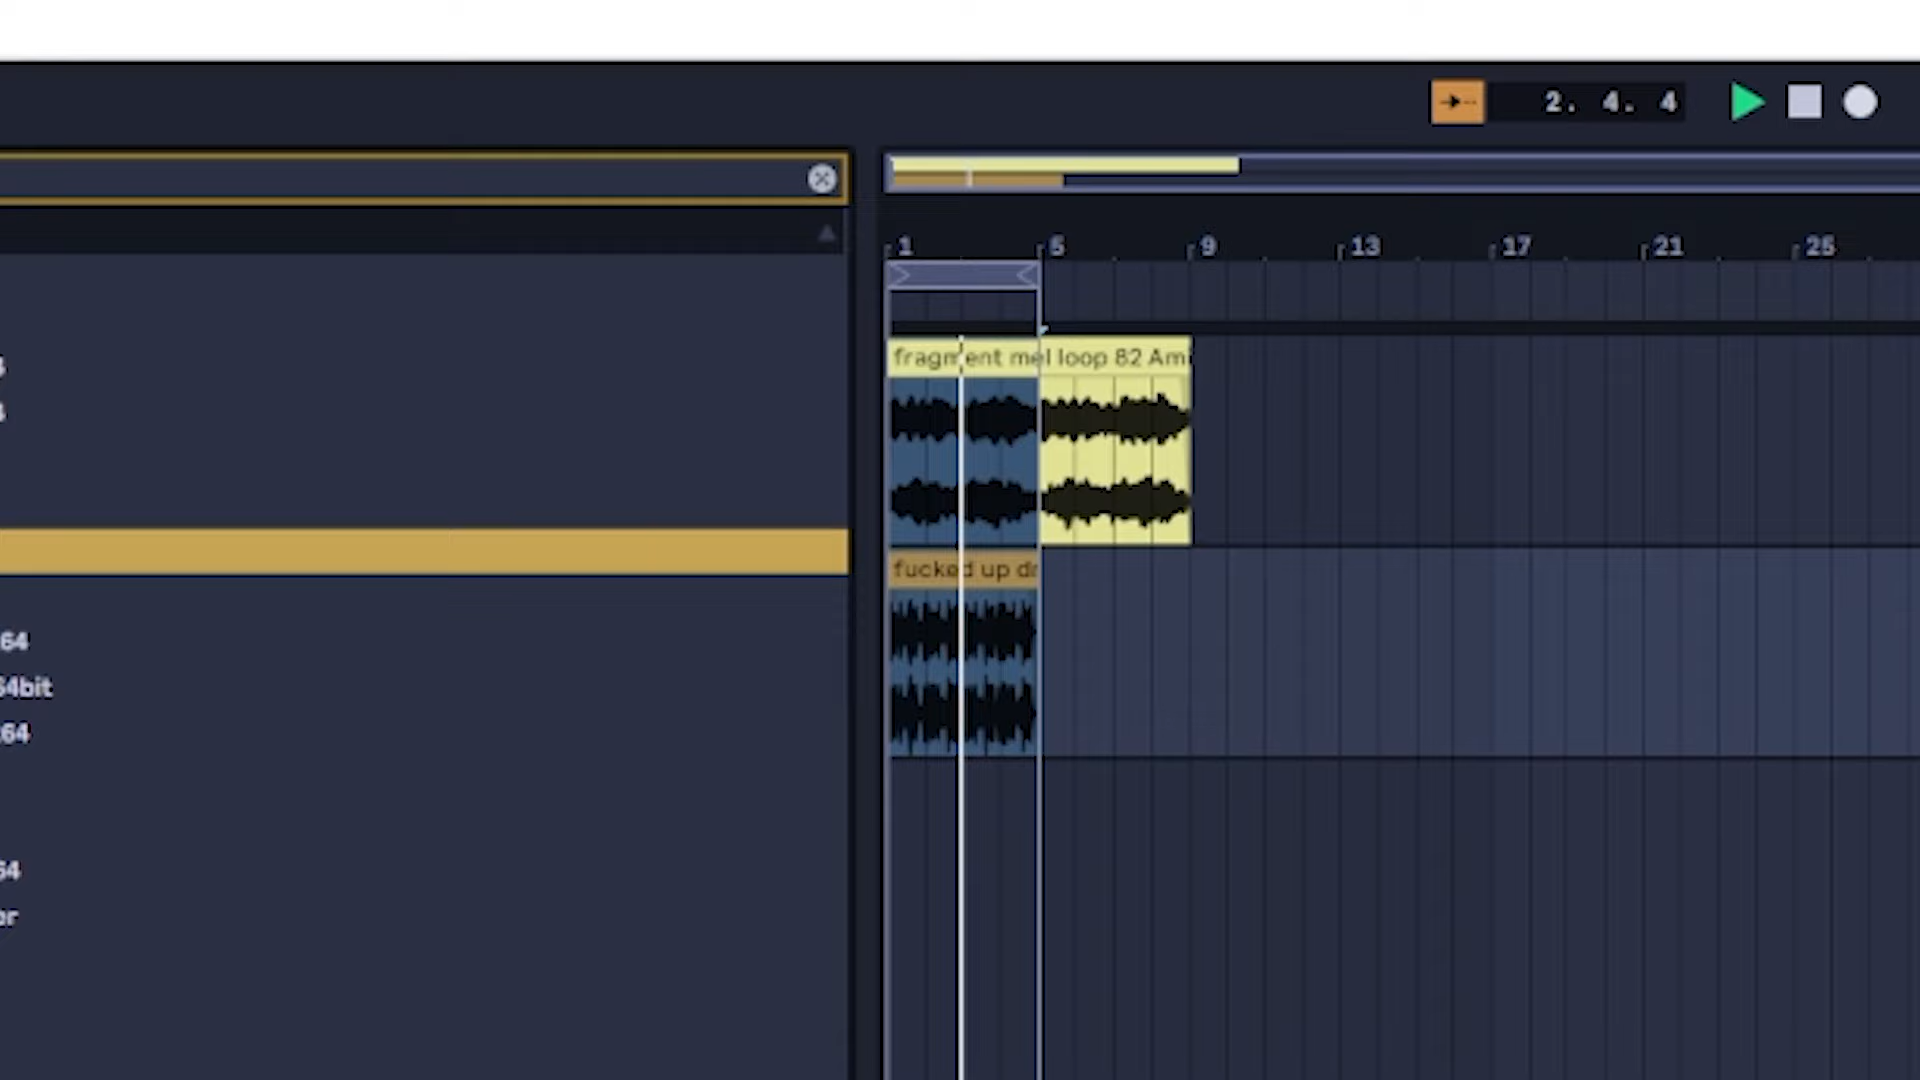 2. 4. 4
1 5 9 13 17 21 25
fragment mel loop 82 Ami
fucked up dr
64
64bit
64
64
or